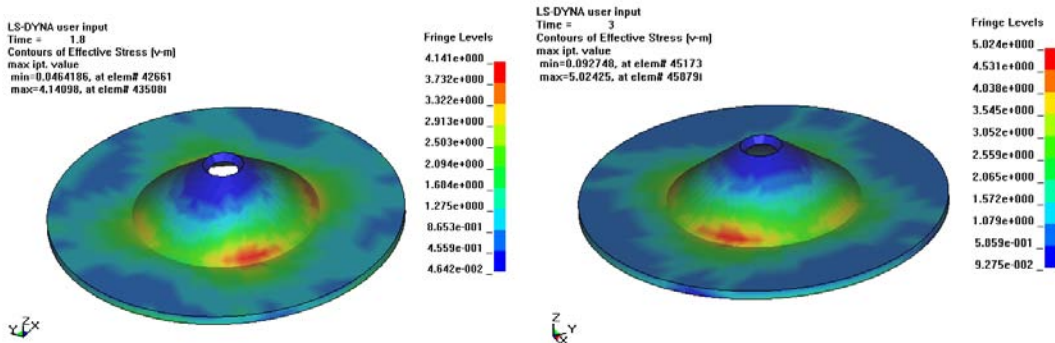 LS-DYNA user input
Time = 1.8
Contours of Effective Stress (v-m)
max ipt. value
min=0.0464186, at elem# 42661
max=4.14098, at elem# 43508
Fringe Levels
4.141e+000
3.732e+000
3.322e+000
2.913e+000
2.503e+000
2.094e+000
1.684e+000
1.275e+000
8.653e-001
4.559e-001
4.642e-002
Z
Y X
LS-DYNA user input
Time = 3
Contours of Effective Stress (v-m)
max ipt. value
min=0.092748, at elem# 45173
max=5.02425, at elem# 45079
Fringe Levels
5.024e+000
4.531e+000
4.038e+000
3.545e+000
3.052e+000
2.559e+000
2.065e+000
1.572e+000
1.079e+000
5.859e-001
9.275e-002
Z
Y
X